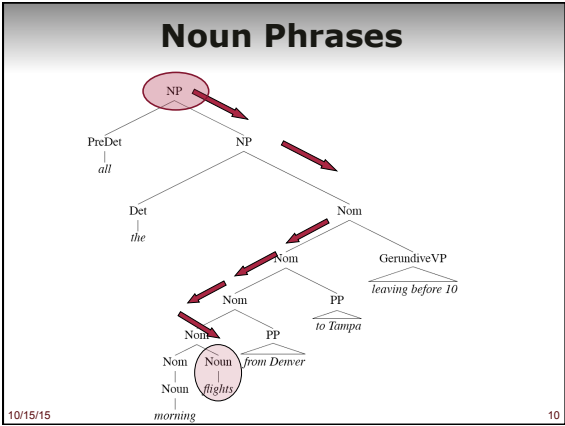 Noun Phrases
NP
PreDet NP
all
Det Nom
the
Nom GerundiveVP
leaving before 10
Nom PP
to Tampa
Nom PP
Nom Noun from Denver
Noun flights
morning
10/15/15 10